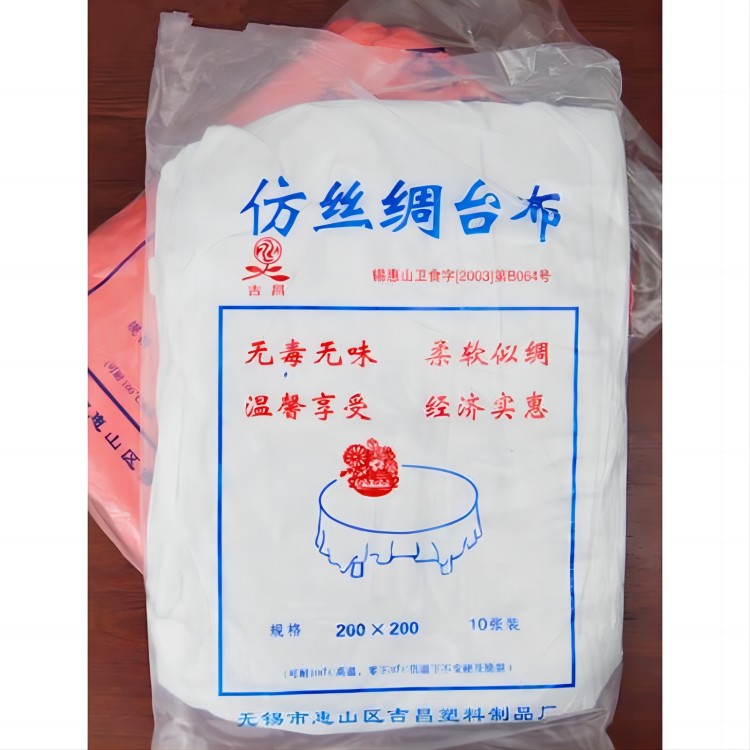 仿丝绸台布
吉昌
锡惠山卫食字[2003]第B064号
无毒无味 柔软似绸
温馨享受 经济实惠
规格 200×200 10张装
无锡市惠山区吉昌塑料制品厂
惠山区